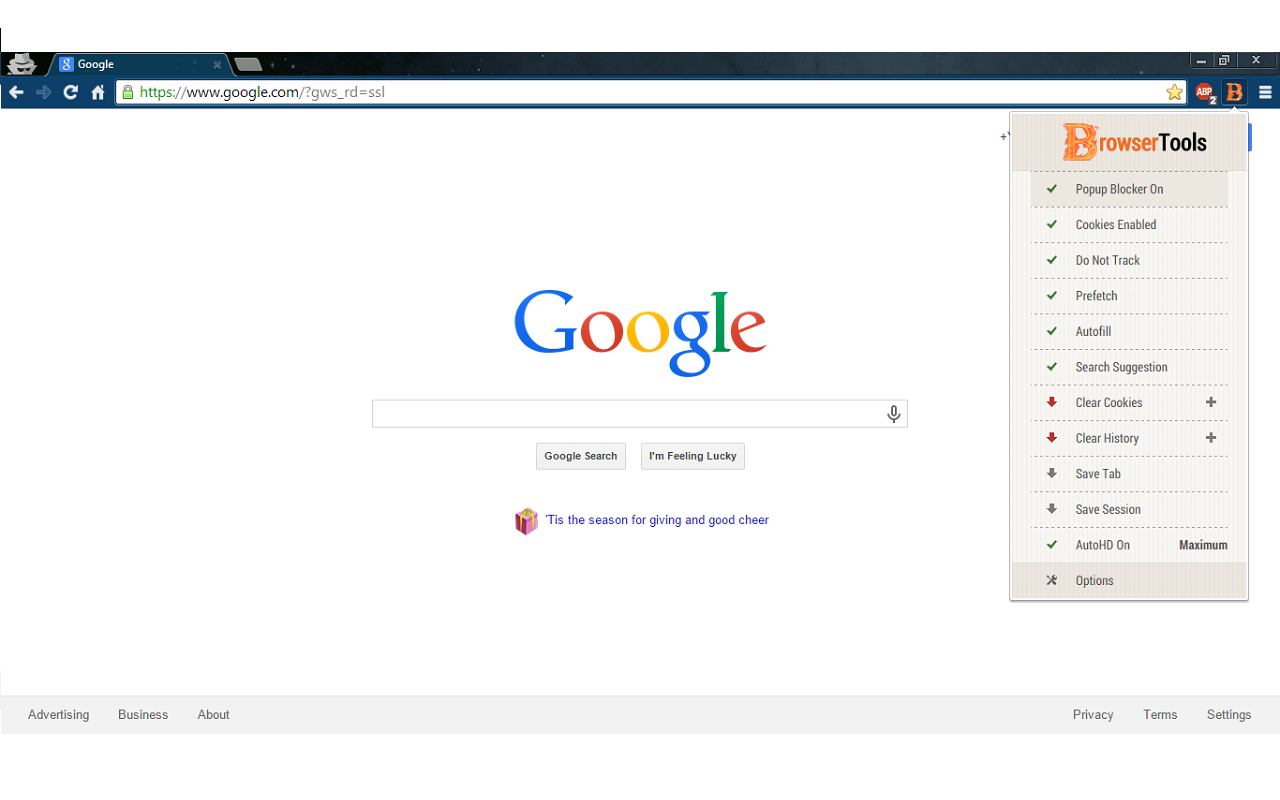 Google
https://www.google.com/?gws_rd=ssl
ABP
2
B
BrowserTools
Popup Blocker On
Cookies Enabled
Do Not Track
Prefetch
Autofill
Search Suggestion
Clear Cookies
Clear History
Save Tab
Save Session
AutoHD On Maximum
Options
Google
Google Search I'm Feeling Lucky
'Tis the season for giving and good cheer
Advertising Business About Privacy Terms Settings